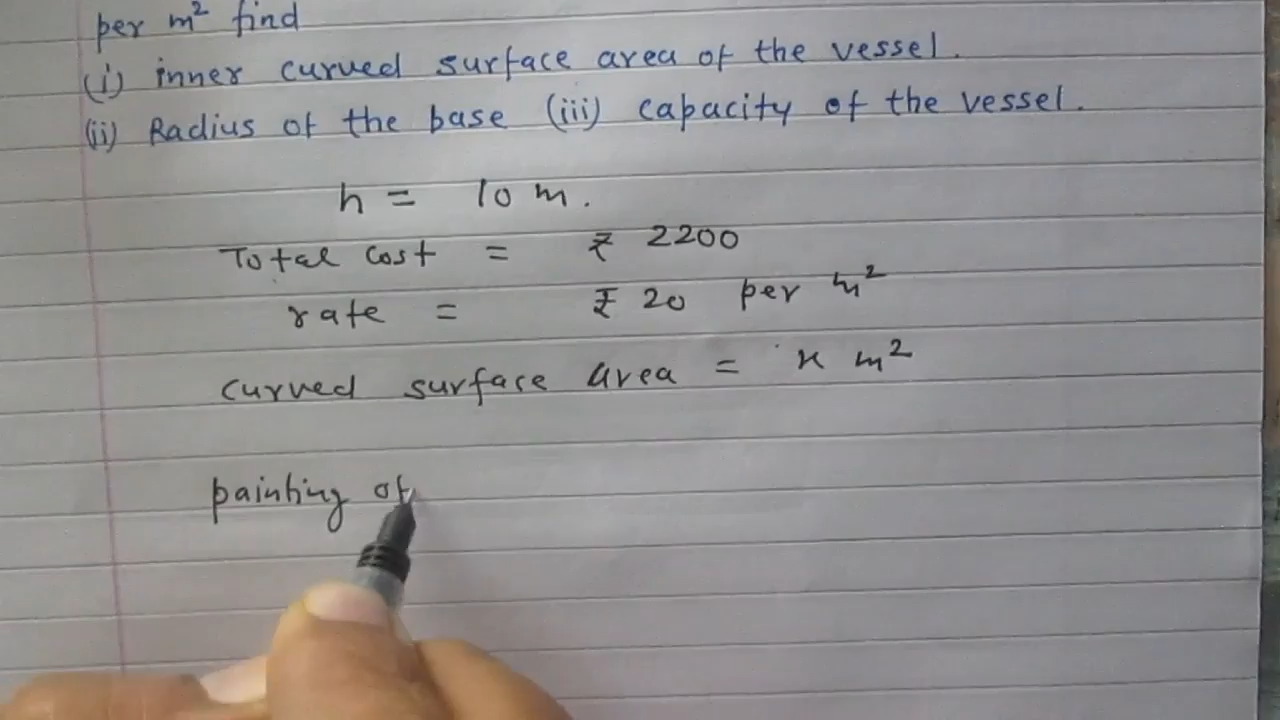 per m² find
(i) inner curved surface area of the vessel.
(ii) Radius of the base (iii) capacity of the vessel.
h = 10 m.
Total cost = ₹ 2200
rate = ₹ 20 per m²
curved surface area = x m²
painting of